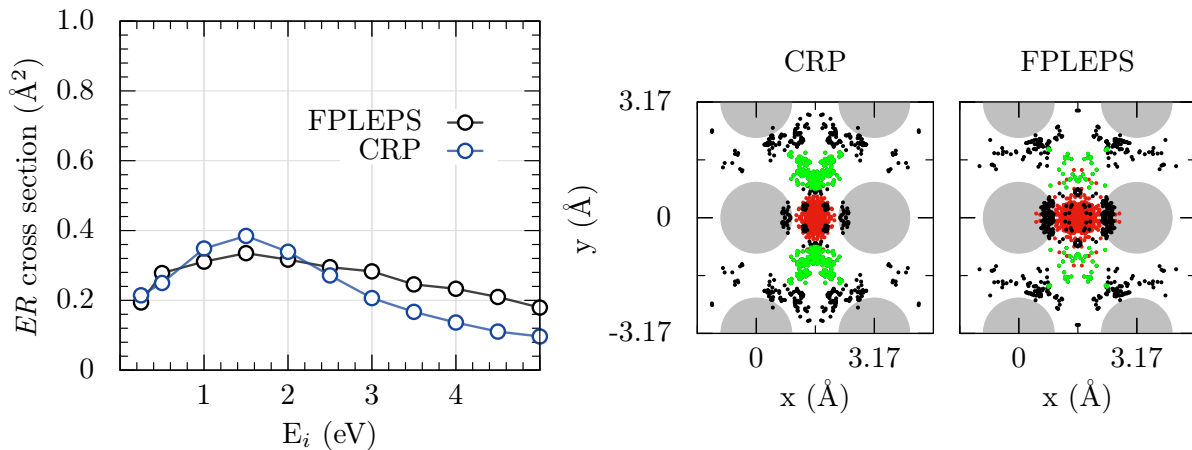 ER cross section (Å²)
1.0
0.8
0.6
0.4
0.2
0
1 2 3 4
E_i (eV)
FPLEPS
CRP
CRP
FPLEPS
y (Å)
3.17
0
-3.17
0 3.17
0 3.17
x (Å)
x (Å)